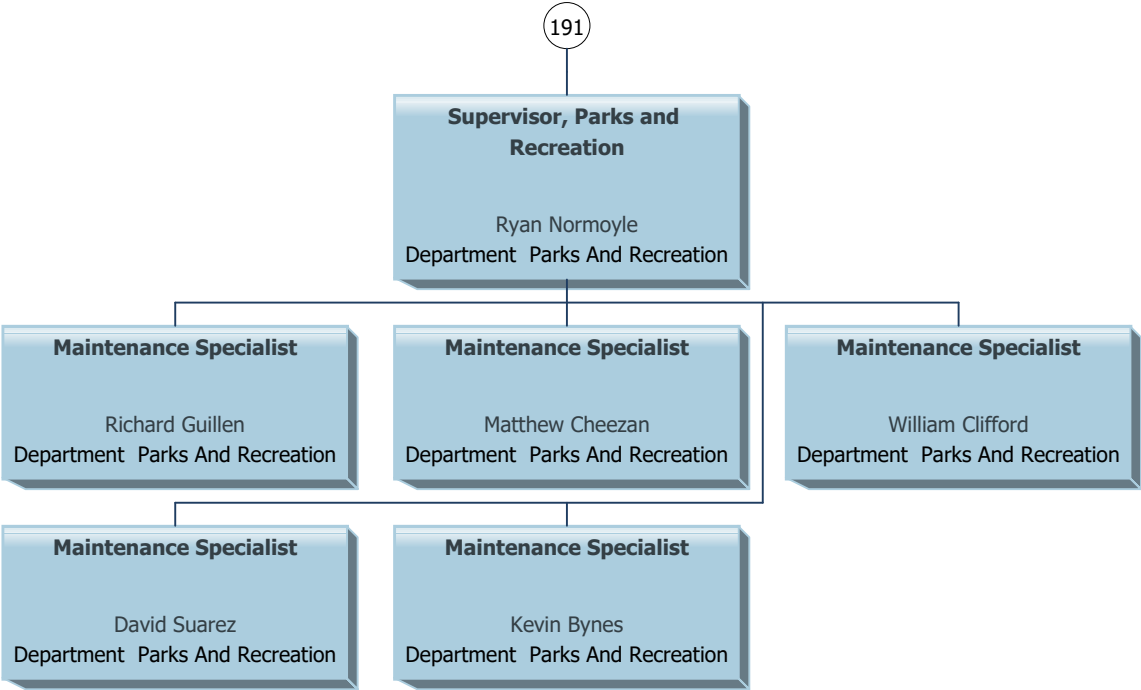 191
Supervisor, Parks and
Recreation
Ryan Normoyle
Department  Parks And Recreation
Maintenance Specialist
Richard Guillen
Department  Parks And Recreation
Maintenance Specialist
Matthew Cheezan
Department  Parks And Recreation
Maintenance Specialist
William Clifford
Department  Parks And Recreation
Maintenance Specialist
David Suarez
Department  Parks And Recreation
Maintenance Specialist
Kevin Bynes
Department  Parks And Recreation